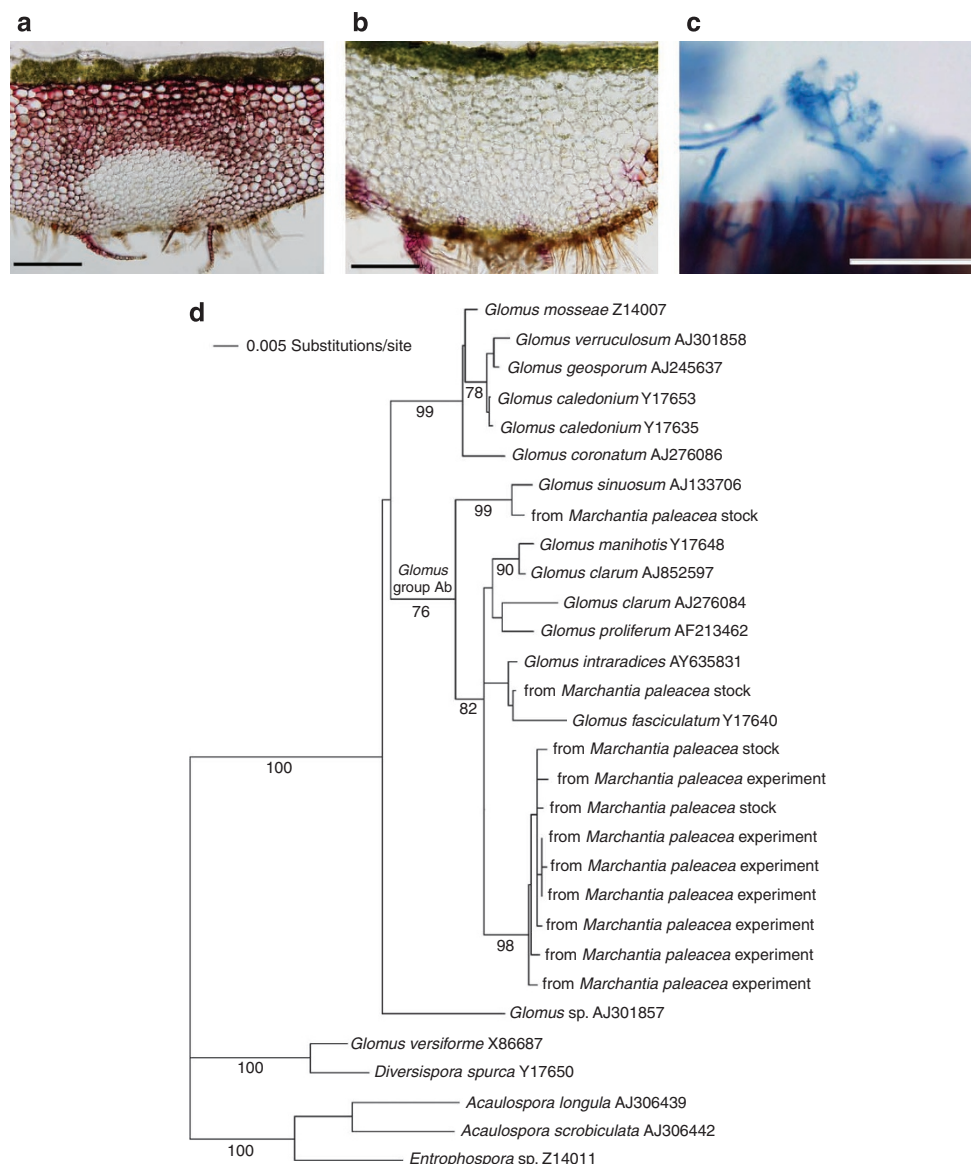 a
b
c
d
0.005 Substitutions/site
Glomus mosseae Z14007
Glomus verruculosum AJ301858
Glomus geosporum AJ245637
78
Glomus caledonium Y17653
99
Glomus caledonium Y17635
Glomus coronatum AJ276086
Glomus sinuosum AJ133706
99
from Marchantia paleacea stock
Glomus manihotis Y17648
90
Glomus clarum AJ852597
Glomus
group Ab
76
Glomus clarum AJ276084
Glomus proliferum AF213462
Glomus intraradices AY635831
from Marchantia paleacea stock
82
Glomus fasciculatum Y17640
from Marchantia paleacea stock
100
from Marchantia paleacea experiment
from Marchantia paleacea stock
from Marchantia paleacea experiment
from Marchantia paleacea experiment
from Marchantia paleacea experiment
from Marchantia paleacea experiment
98
from Marchantia paleacea experiment
from Marchantia paleacea experiment
Glomus sp. AJ301857
Glomus versiforme X86687
100
Diversispora spurca Y17650
Acaulospora longula AJ306439
Acaulospora scrobiculata AJ306442
100
Entrophospora sp. Z14011